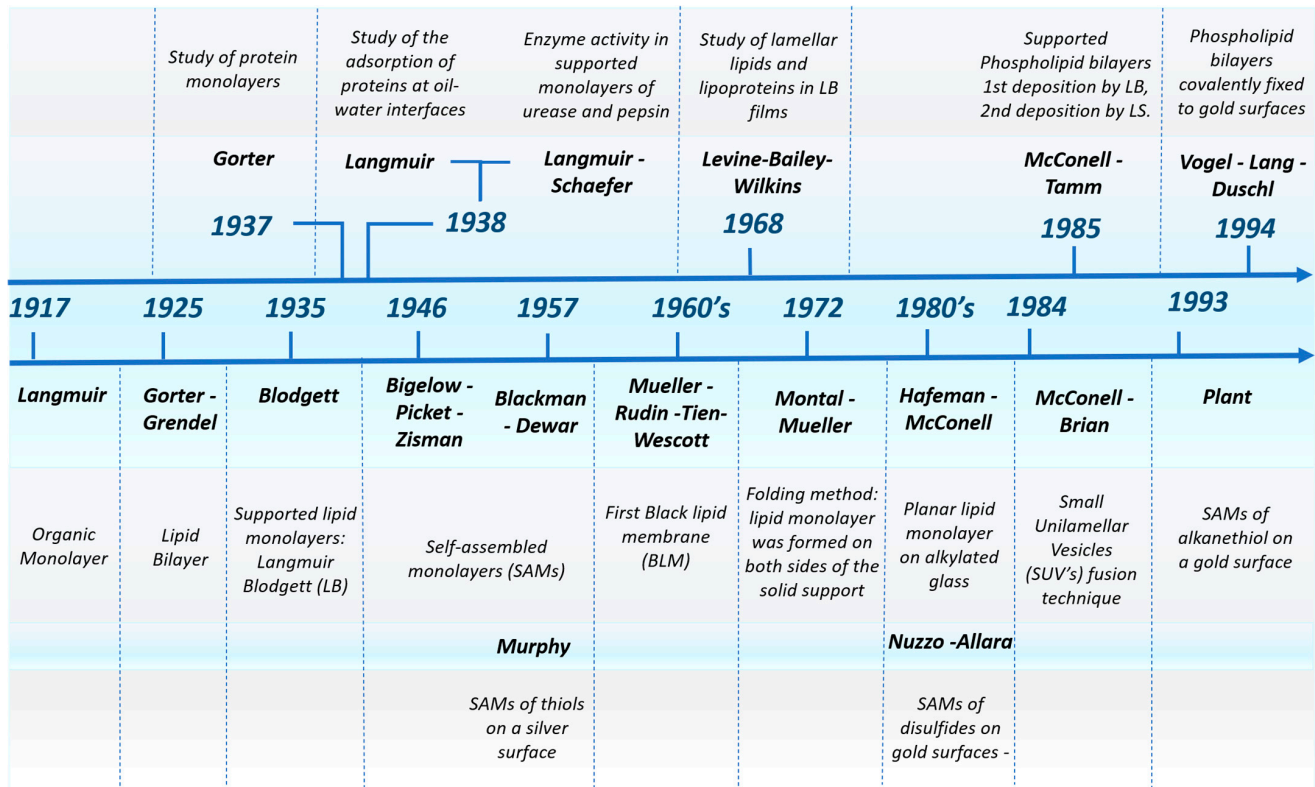 Study of protein
monolayers
Study of the
adsorption of
proteins at oil-
water interfaces
Enzyme activity in
supported
monolayers of
urease and pepsin
Study of lamellar
lipids and
lipoproteins in LB
films
Supported
Phospholipid bilayers
1st deposition by LB,
2nd deposition by LS.
Phospholipid
bilayers
covalently fixed
to gold surfaces
Gorter
Langmuir
Langmuir -
Schaefer
Levine-Bailey-
Wilkins
McConell -
Tamm
Vogel - Lang -
Duschl
1937
1938
1968
1985
1994
1917
1925
1935
1946
1957
1960's
1972
1980's
1984
1993
Langmuir
Gorter -
Grendel
Blodgett
Bigelow -
Picket -
Zisman
Blackman
- Dewar
Mueller -
Rudin -Tien-
Wescott
Montal -
Mueller
Hafeman -
McConell
McConell -
Brian
Plant
Organic
Monolayer
Lipid
Bilayer
Supported lipid
monolayers:
Langmuir
Blodgett (LB)
Self-assembled
monolayers (SAMs)
First Black lipid
membrane
(BLM)
Folding method:
lipid monolayer
was formed on
both sides of the
solid support
Planar lipid
monolayer
on alkylated
glass
Small
Unilamellar
Vesicles
(SUV's) fusion
technique
SAMs of
alkanethiol on
a gold surface
Murphy
Nuzzo -Allara
SAMs of thiols
on a silver
surface
SAMs of
disulfides on
gold surfaces -